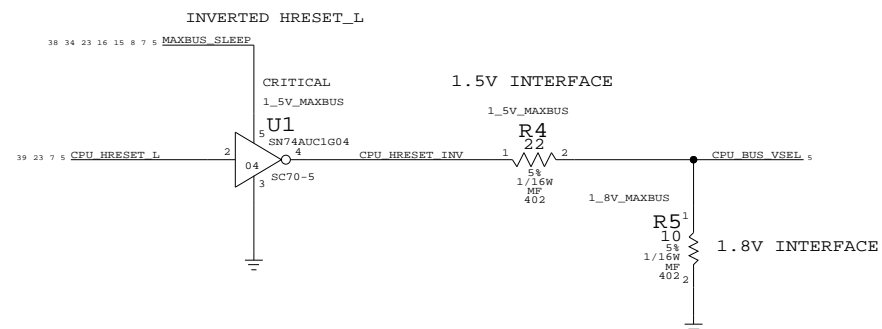 INVERTED HRESET_L
38 34 23 16 15 8 7 5 MAXBUS_SLEEP
CRITICAL
1_5V_MAXBUS
1.5V INTERFACE
1_5V_MAXBUS
5 U1
SN74AUC1G04
R4
22
39 23 7 5 CPU_HRESET_L
2
04
4
CPU_HRESET_INV
1
2
CPU_BUS_VSEL 5
3
SC70-5
5%
1/16W
MF
402
1_8V_MAXBUS
R5 1
10
5%
1/16W
MF
402 2
1.8V INTERFACE